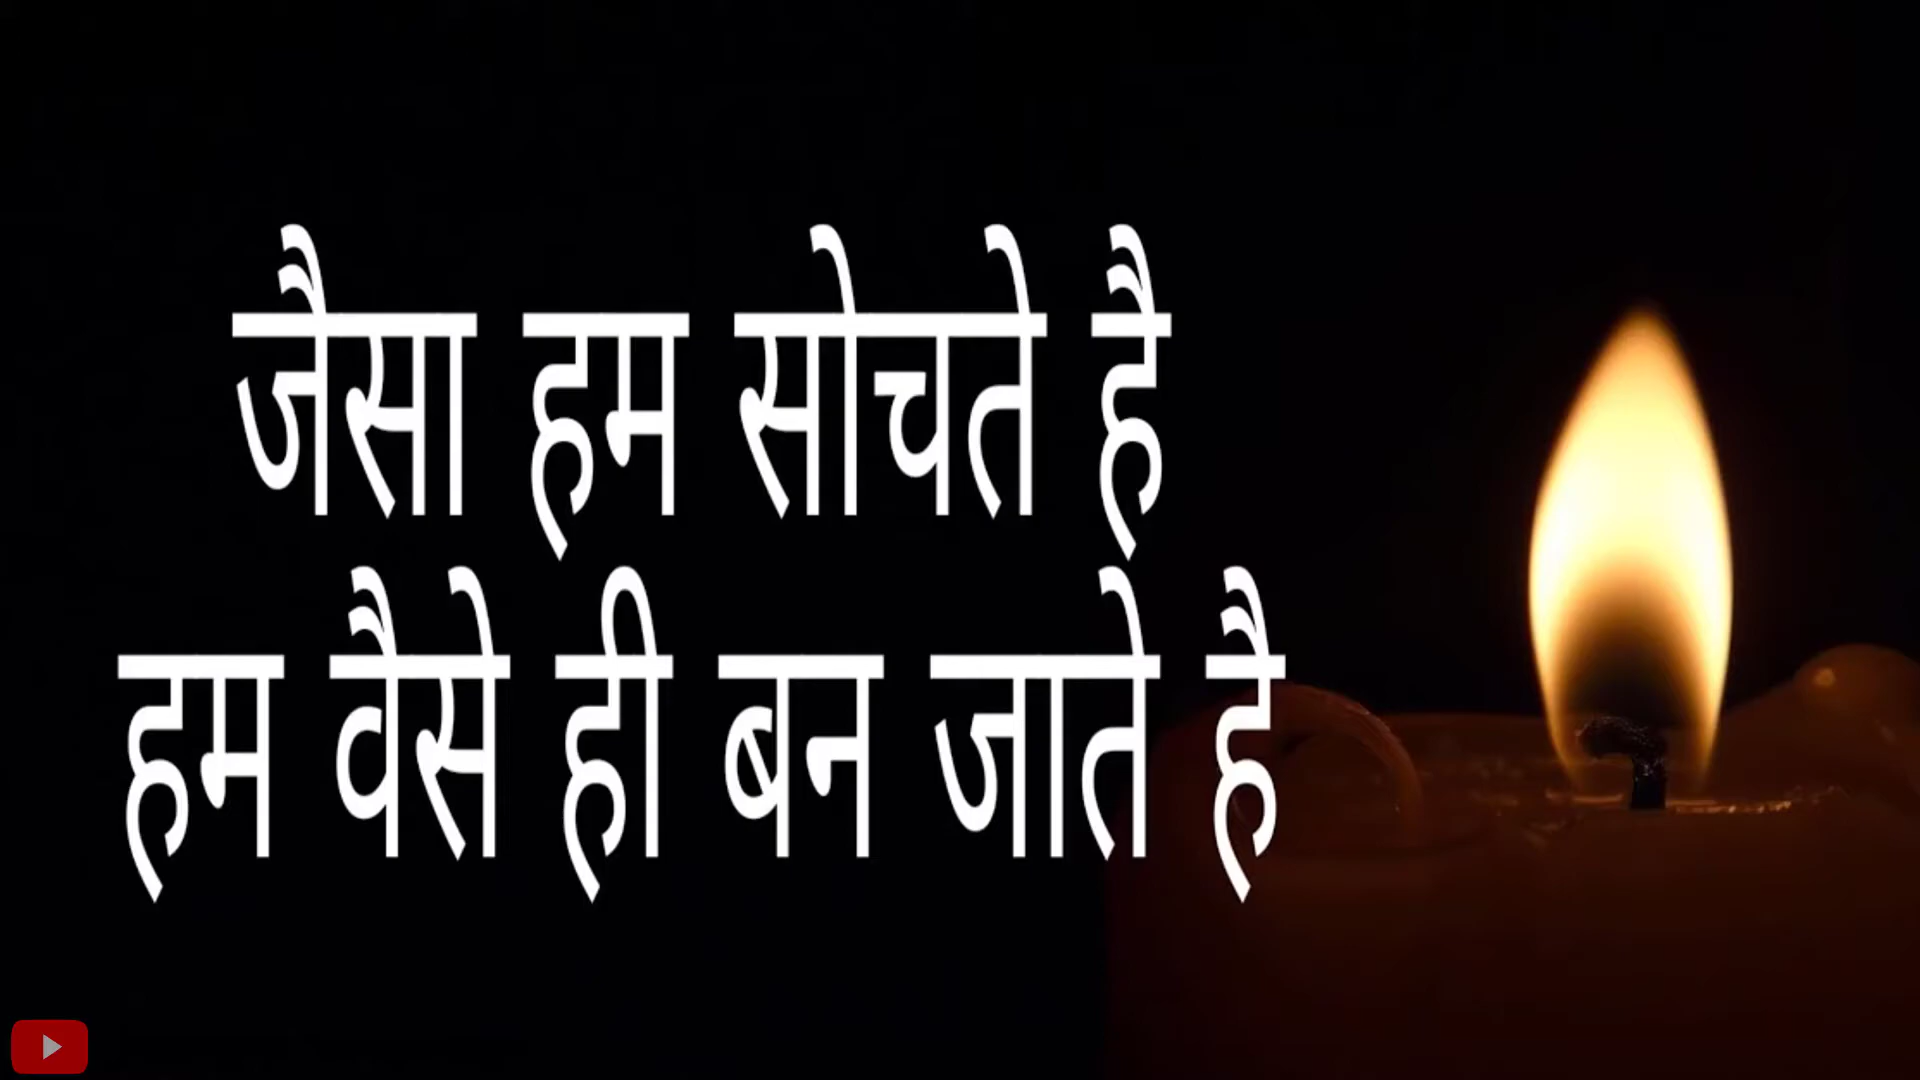 जैसा हम सोचते है
हम वैसे ही बन जाते है